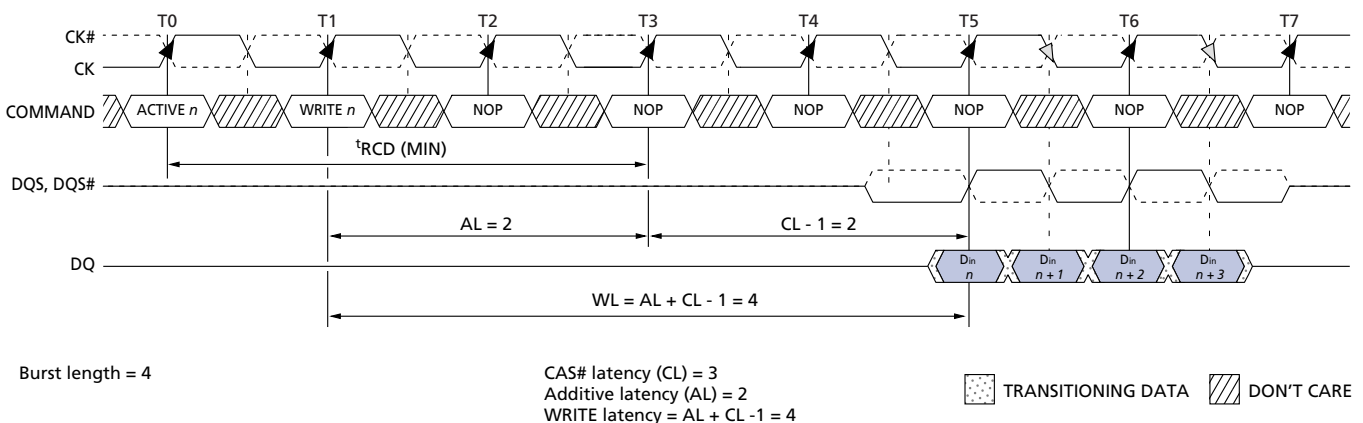 T0 T1 T2 T3 T4 T5 T6 T7
CK#
CK
COMMAND ACTIVE n WRITE n NOP NOP NOP NOP NOP NOP
tRCD (MIN)
DQS, DQS#
AL = 2 CL - 1 = 2
DQ Din n Din n + 1 Din n + 2 Din n + 3
WL = AL + CL - 1 = 4
Burst length = 4
CAS# latency (CL) = 3
Additive latency (AL) = 2
WRITE latency = AL + CL -1 = 4
TRANSITIONING DATA DON'T CARE